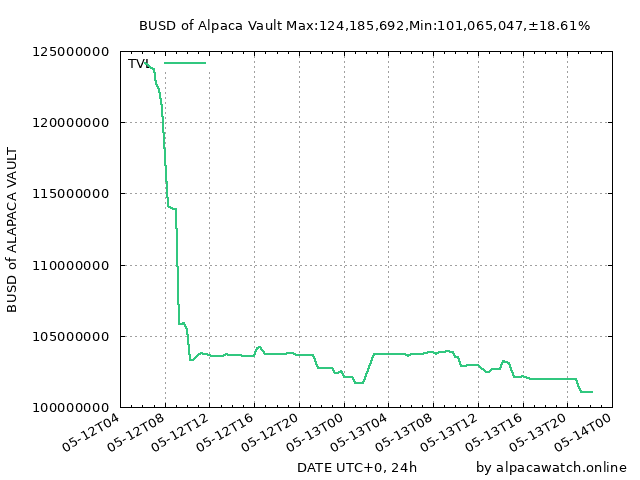 BUSD of Alpaca Vault Max:124,185,692,Min:101,065,047,±18.61%
BUSD of ALAPACA VAULT
TVL
125000000
120000000
115000000
110000000
105000000
100000000
05-12T04
05-12T08
05-12T12
05-12T16
05-12T20
05-13T00
05-13T04
05-13T08
05-13T12
05-13T16
05-13T20
05-14T00
DATE UTC+0, 24h
by alpacawatch.online